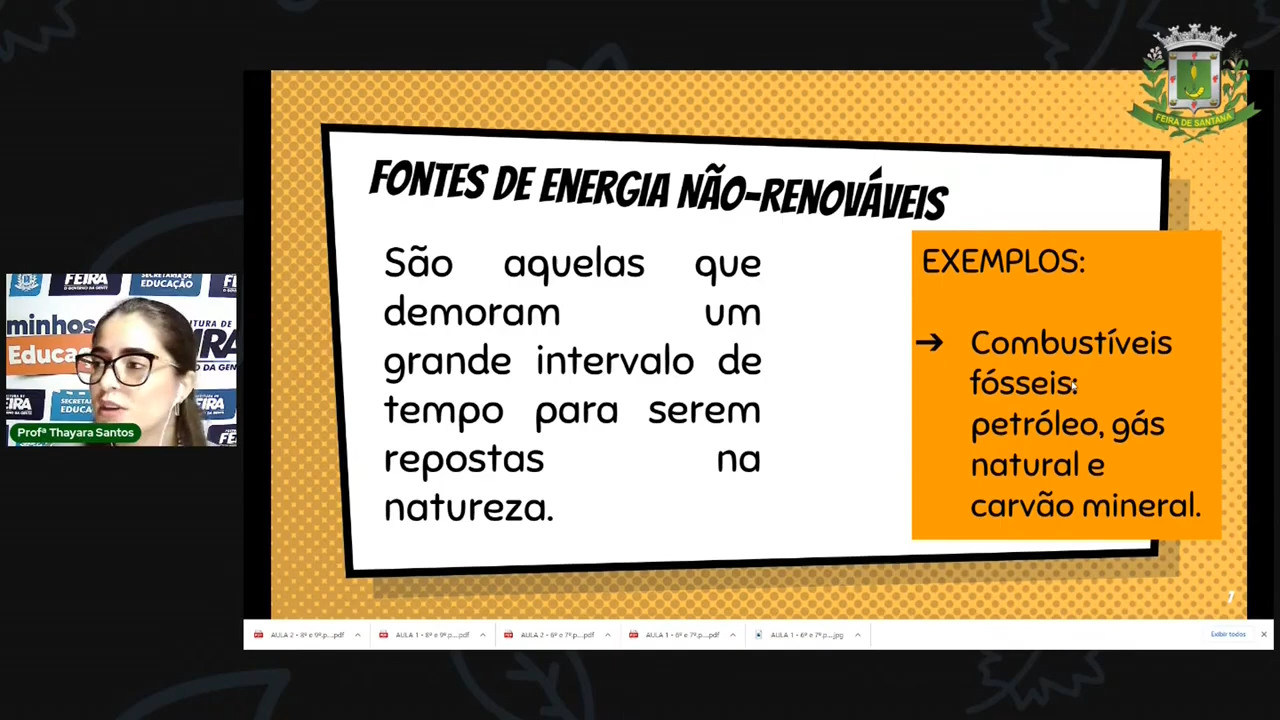 FEIRA DE SANTANA
FONTES DE ENERGIA NÃO-RENOVÁVEIS
São aquelas que
demoram um
grande intervalo de
tempo para serem
repostas na
natureza.
EXEMPLOS:
➔ Combustíveis
fósseis:
petróleo, gás
natural e
carvão mineral.
7
FEIRA
SECRETARIA DE
EDUCAÇÃO
minhos
Educa
Profª Thayara Santos
AULA 2 - 8º e 9º.p....pdf
AULA 1 - 8º e 9º.p....pdf
AULA 2 - 6º e 7º.p....pdf
AULA 1 - 6º e 7º.p....pdf
AULA 1 - 6º e 7º.p....jpg
Exibir todos